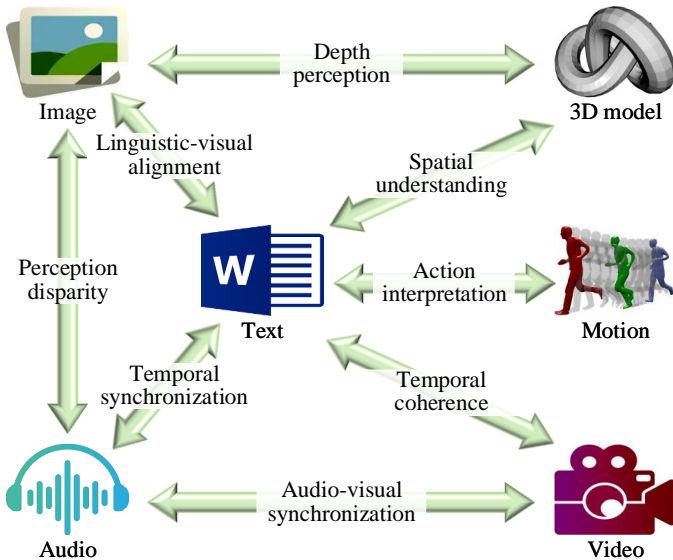 Depth
perception
Image
3D model
Linguistic-visual
alignment
Spatial
understanding
Perception
disparity
W
Action
interpretation
Text
Motion
Temporal
synchronization
Temporal
coherence
Audio-visual
synchronization
Audio
Video